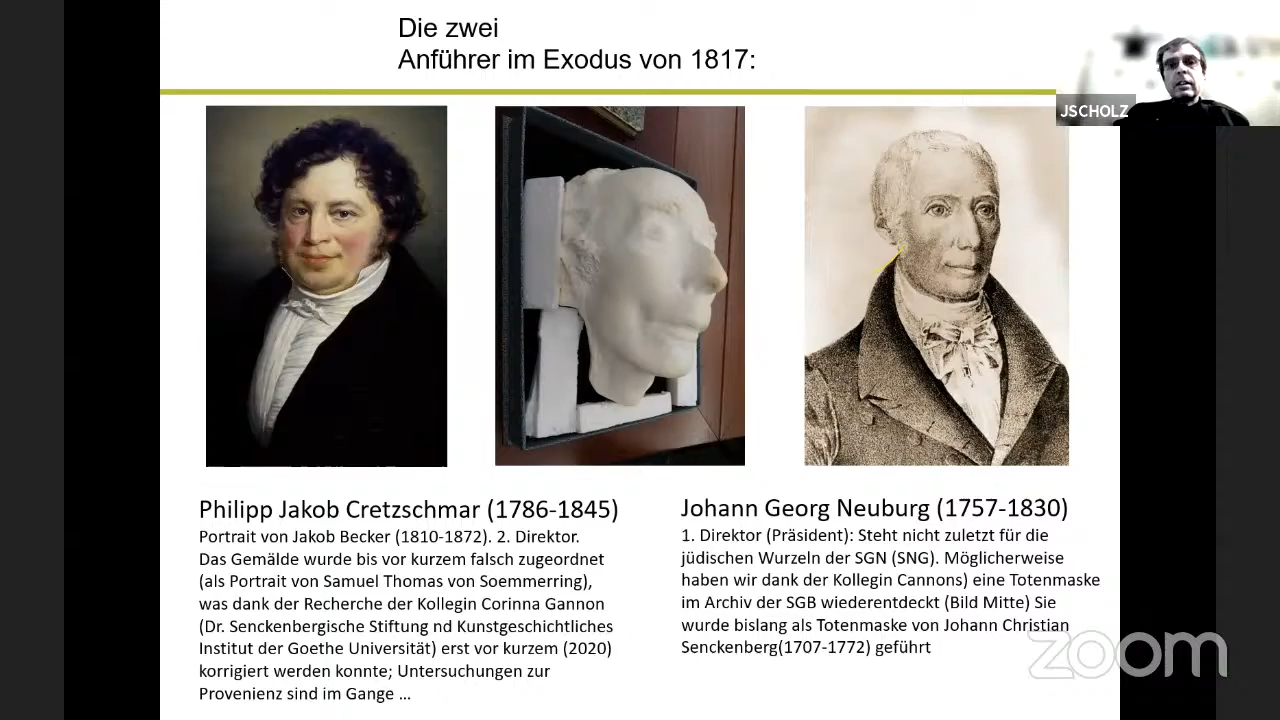 Die zwei
Anführer im Exodus von 1817:
JSCHOLZ
Philipp Jakob Cretzschmar (1786-1845)
Portrait von Jakob Becker (1810-1872). 2. Direktor.
Das Gemälde wurde bis vor kurzem falsch zugeordnet
(als Portrait von Samuel Thomas von Soemmerring),
was dank der Recherche der Kollegin Corinna Gannon
(Dr. Senckenbergische Stiftung nd Kunstgeschichtliches
Institut der Goethe Universität) erst vor kurzem (2020)
korrigiert werden konnte; Untersuchungen zur
Provenienz sind im Gange ...
Johann Georg Neuburg (1757-1830)
1. Direktor (Präsident): Steht nicht zuletzt für die
jüdischen Wurzeln der SGN (SNG). Möglicherweise
haben wir dank der Kollegin Cannons) eine Totenmaske
im Archiv der SGB wiederentdeckt (Bild Mitte) Sie
wurde bislang als Totenmaske von Johann Christian
Senckenberg(1707-1772) geführt
zoom